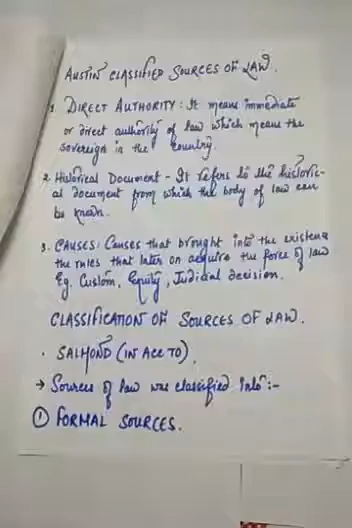 AUSTIN CLASSIFIED SOURCES OF LAW.
1. DIRECT AUTHORITY: It means immediate
or direct authority of law which means the
sovereign in the country.
2. Historical Document - It refers to the historic-
al document from which the body of law can
be known.
3. CAUSES: Causes that brought into the existence
the rules that later on acquire the force of law
Eg. Custom, Equity, Judicial decision.
CLASSIFICATION OF SOURCES OF LAW.
· SALMOND (IN ACC TO).
→ Sources of law was classified into:-
① FORMAL SOURCES.